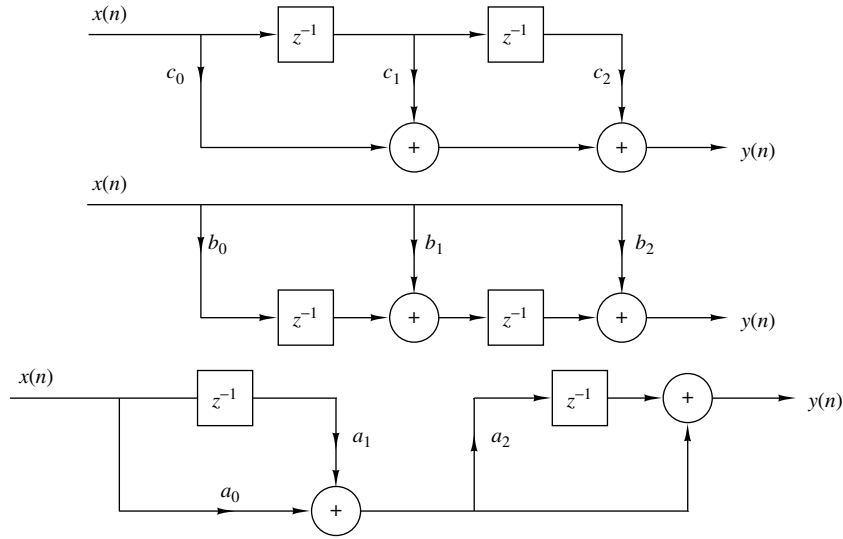 x(n)
z⁻¹
z⁻¹
c₀
c₁
c₂
+
+
y(n)
x(n)
b₀
b₁
b₂
z⁻¹
+
z⁻¹
+
y(n)
x(n)
z⁻¹
z⁻¹
+
y(n)
a₁
a₂
a₀
+